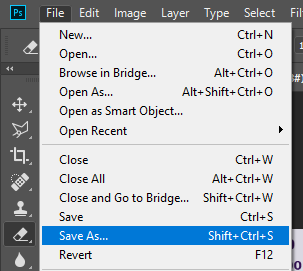 Ps File Edit Image Layer Type Select
New... Ctrl+N
Open... Ctrl+O
Browse in Bridge... Alt+Ctrl+O
Open As... Alt+Shift+Ctrl+O
Open as Smart Object...
Open Recent
Close Ctrl+W
Close All Alt+Ctrl+W
Close and Go to Bridge... Shift+Ctrl+W
Save Ctrl+S
Save As... Shift+Ctrl+S
Revert F12